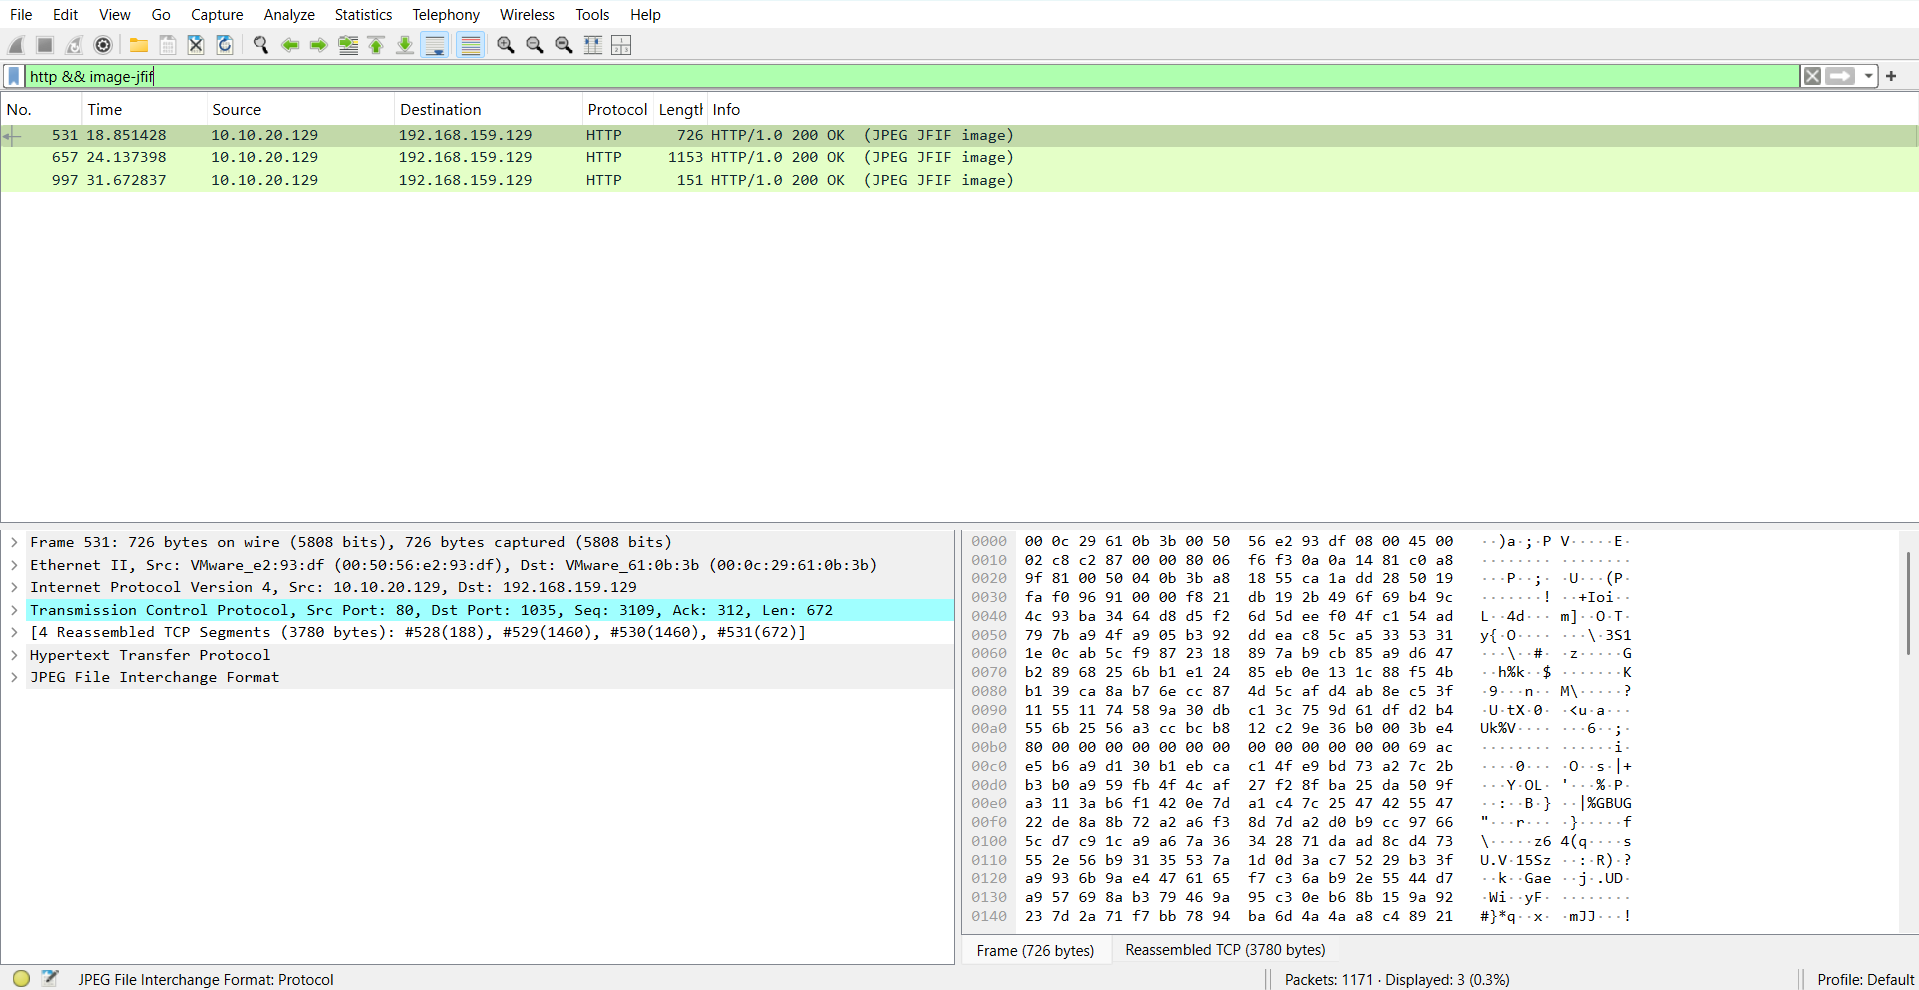 File Edit View Go Capture Analyze Statistics Telephony Wireless Tools Help
http && image-jfif
No. Time Source Destination Protocol Length Info
531 18.851428 10.10.20.129 192.168.159.129 HTTP 726 HTTP/1.0 200 OK (JPEG JFIF image)
657 24.137398 10.10.20.129 192.168.159.129 HTTP 1153 HTTP/1.0 200 OK (JPEG JFIF image)
997 31.672837 10.10.20.129 192.168.159.129 HTTP 151 HTTP/1.0 200 OK (JPEG JFIF image)
Frame 531: 726 bytes on wire (5808 bits), 726 bytes captured (5808 bits)
Ethernet II, Src: VMware_e2:93:df (00:50:56:e2:93:df), Dst: VMware_61:0b:3b (00:0c:29:61:0b:3b)
Internet Protocol Version 4, Src: 10.10.20.129, Dst: 192.168.159.129
Transmission Control Protocol, Src Port: 80, Dst Port: 1035, Seq: 3109, Ack: 312, Len: 672
[4 Reassembled TCP Segments (3780 bytes): #528(188), #529(1460), #530(1460), #531(672)]
Hypertext Transfer Protocol
JPEG File Interchange Format
0000 00 0c 29 61 0b 3b 00 50 56 e2 93 df 08 00 45 00 ··)a·;·P V·····E·
0010 02 c8 c2 87 00 00 80 06 f6 f3 0a 0a 14 81 c0 a8 ········ ········
0020 9f 81 00 50 04 0b 3b a8 18 55 ca 1a dd 28 50 19 ···P··;· ·U···(P·
0030 fa f0 96 91 00 00 f8 21 db 19 2b 49 6f 69 b4 9c ·······! ··+Ioi··
0040 4c 93 ba 34 64 d8 d5 f2 6d 5d ee f0 4f c1 54 ad L··4d··· m]··O·T·
0050 79 7b a9 4f a9 05 b3 92 dd ea c8 5c a5 33 53 31 y{·O···· ···\·3S1
0060 1e 0c ab 5c f9 87 23 18 89 7a b9 cb 85 a9 d6 47 ···\··#· ·z·····G
0070 b2 89 68 25 6b b1 e1 24 85 eb 0e 13 1c 88 f5 4b ··h%k··$ ·······K
0080 b1 39 ca 8a b7 6e cc 87 4d 5c af d4 ab 8e c5 3f ·9···n·· M\·····?
0090 11 55 11 74 58 9a 30 db c1 3c 75 9d 61 df d2 b4 ·U·tX·0· ·<u·a···
00a0 55 6b 25 56 a3 cc bc b8 12 c2 9e 36 b0 00 3b e4 Uk%V···· ···6··;·
00b0 80 00 00 00 00 00 00 00 00 00 00 00 00 00 69 ac ········ ······i·
00c0 e5 b6 a9 d1 30 b1 eb ca c1 4f e9 bd 73 a2 7c 2b ····0··· ·O··s·|+
00d0 b3 b0 a9 59 fb 4f 4c af 27 f2 8f ba 25 da 50 9f ···Y·OL· '···%·P·
00e0 a3 11 3a b6 f1 42 0e 7d a1 c4 7c 25 47 42 55 47 ··:··B·} ··|%GBUG
00f0 22 de 8a 8b 72 a2 a6 f3 8d 7d a2 d0 b9 cc 97 66 "···r··· ·}·····f
0100 5c d7 c9 1c a9 a6 7a 36 34 28 71 da ad 8c d4 73 \·····z6 4(q····s
0110 55 2e 56 b9 31 35 53 7a 1d 0d 3a c7 52 29 b3 3f U.V·15Sz ··:·R)·?
0120 a9 93 6b 9a e4 47 61 65 f7 c3 6a b9 2e 55 44 d7 ··k··Gae ··j·.UD·
0130 a9 57 69 8a b3 79 46 9a 95 c3 0e b6 8b 15 9a 92 ·Wi··yF· ········
0140 23 7d 2a 71 f7 bb 78 94 ba 6d 4a 4a a8 c4 89 21 #}*q··x· ·mJJ···!
Frame (726 bytes) Reassembled TCP (3780 bytes)
JPEG File Interchange Format: Protocol Packets: 1171 · Displayed: 3 (0.3%) Profile: Default